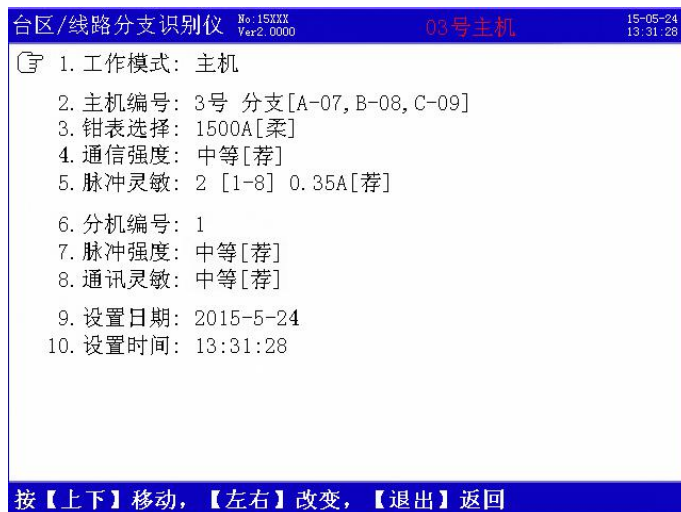 台区/线路分支识别仪 No:15XXX Ver2.0000 03号主机 15-05-24 13:31:28
1. 工作模式: 主机
2. 主机编号: 3号 分支[A-07,B-08,C-09]
3. 钳表选择: 1500A[柔]
4. 通信强度: 中等[荐]
5. 脉冲灵敏: 2 [1-8] 0.35A[荐]
6. 分机编号: 1
7. 脉冲强度: 中等[荐]
8. 通讯灵敏: 中等[荐]
9. 设置日期: 2015-5-24
10. 设置时间: 13:31:28
按【上下】移动，【左右】改变，【退出】返回